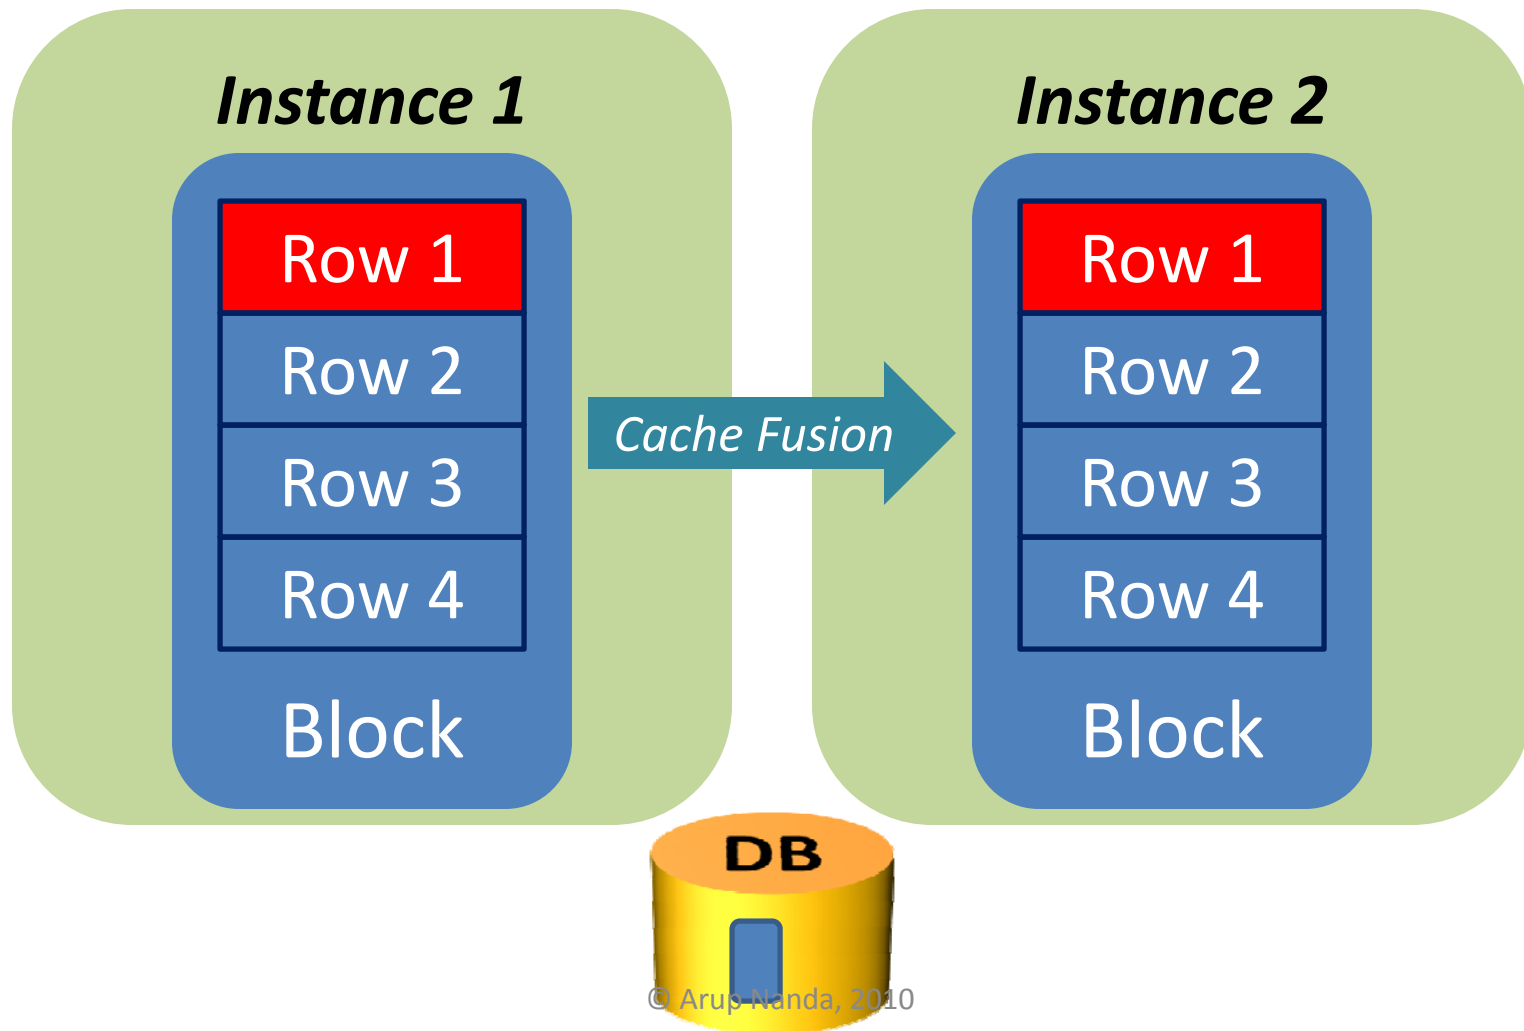 Instance 1
Row 1
Row 2
Row 3
Row 4
Block
Cache Fusion
Instance 2
Row 1
Row 2
Row 3
Row 4
Block
DB
© Arup Nanda, 2010